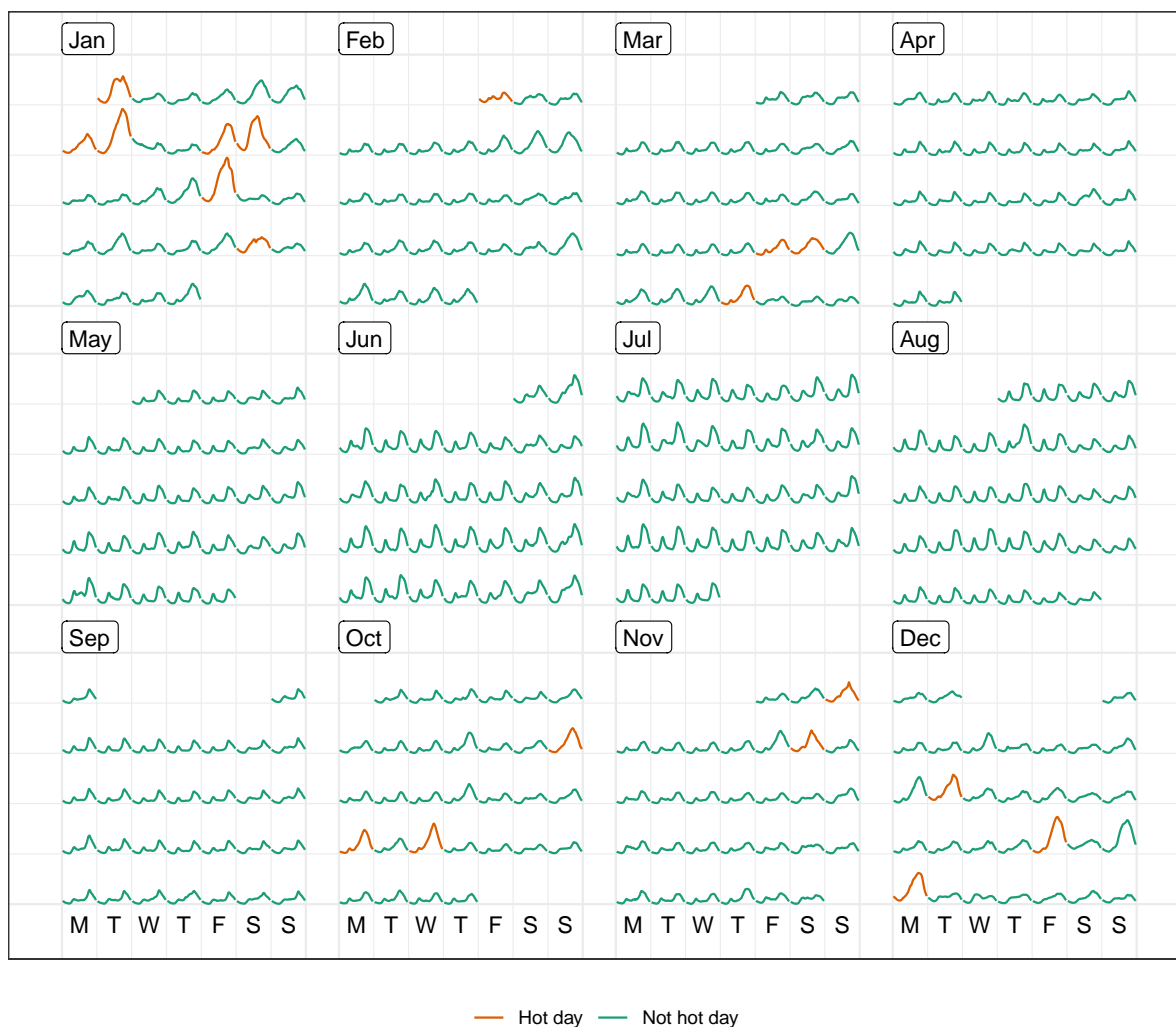 Jan Feb Mar Apr
May Jun Jul Aug
Sep Oct Nov Dec
M T W T F S S M T W T F S S M T W T F S S M T W T F S S
Hot day Not hot day